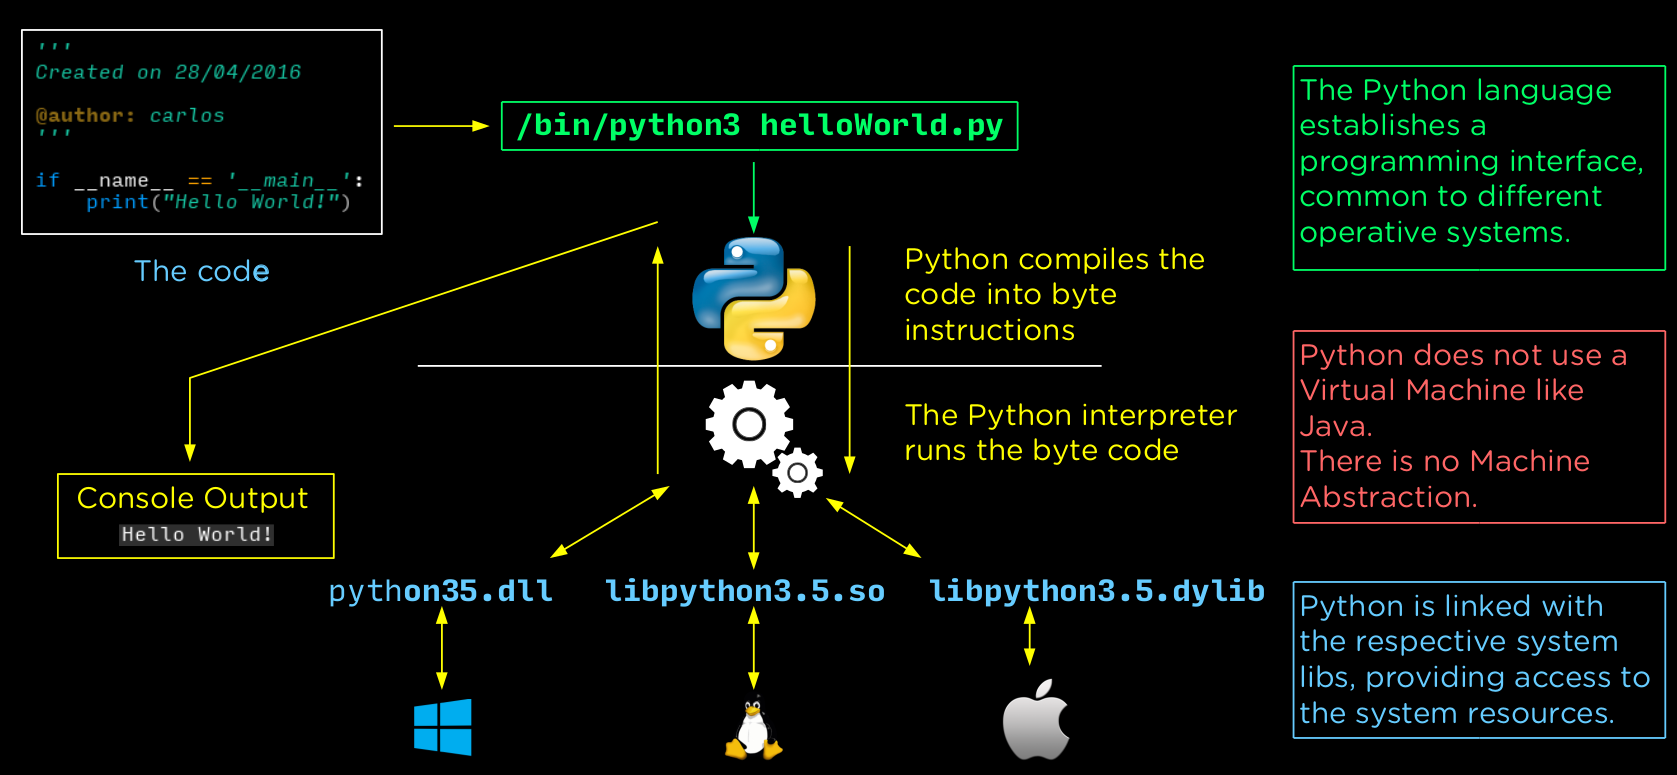 '''
Created on 28/04/2016
@author: carlos
'''
if __name__ == '__main__':
print("Hello World!")
The code
/bin/python3 helloWorld.py
Python compiles the
code into byte
instructions
The Python interpreter
runs the byte code
Console Output
Hello World!
python35.dll
libpython3.5.so
libpython3.5.dylib
The Python language
establishes a
programming interface,
common to different
operative systems.
Python does not use a
Virtual Machine like
Java.
There is no Machine
Abstraction.
Python is linked with
the respective system
libs, providing access to
the system resources.